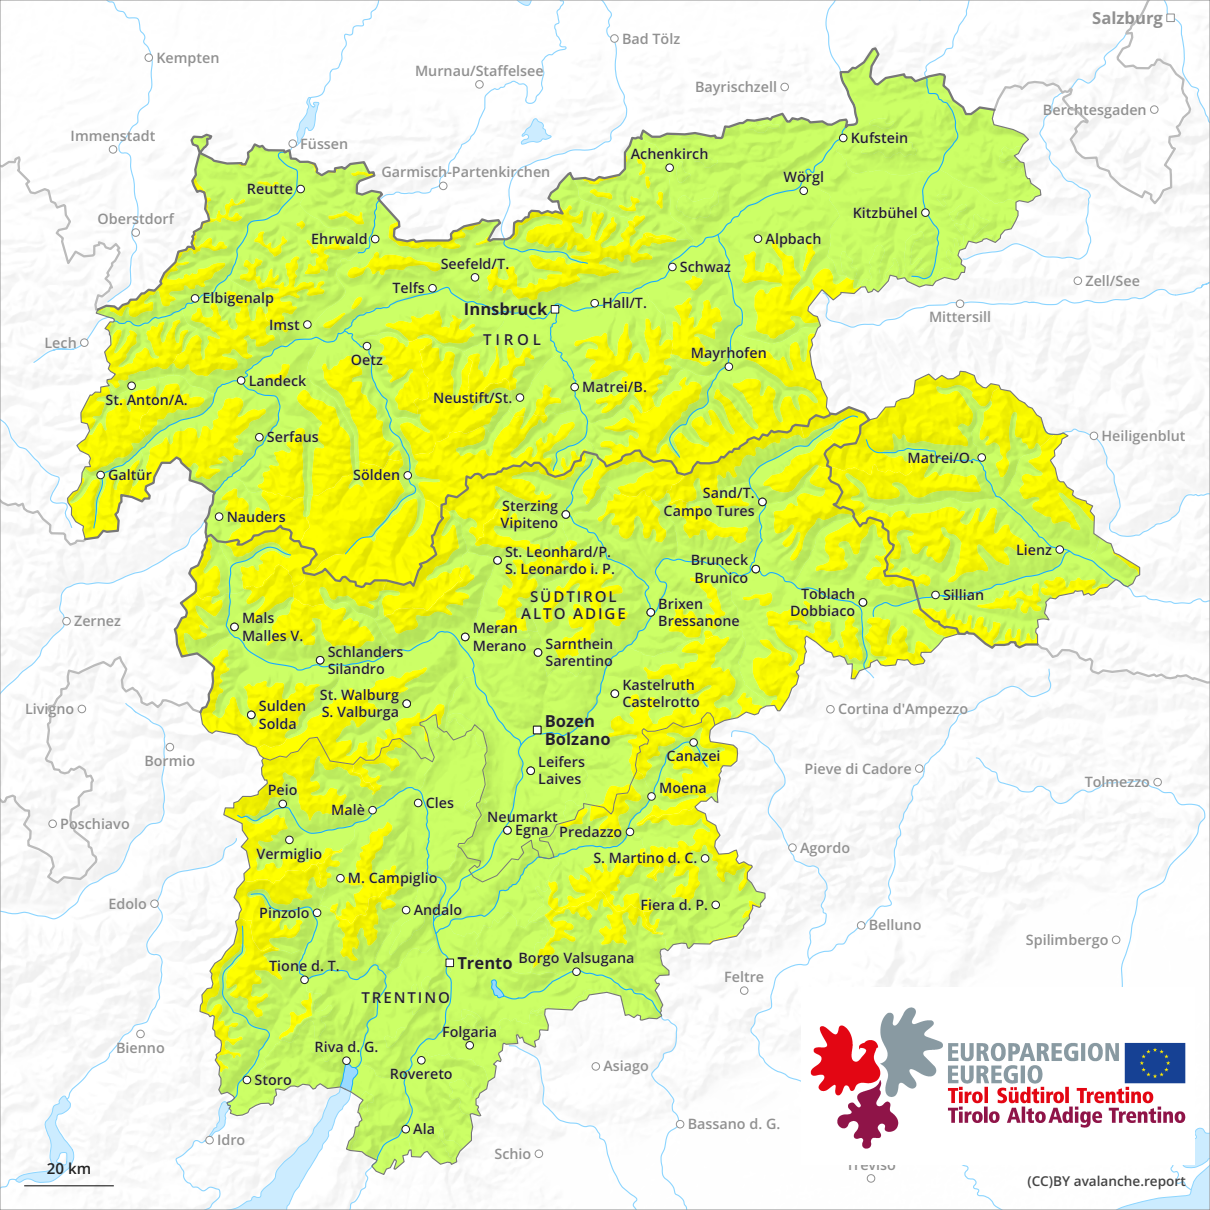 Salzburg
Bad Tölz
Kempten
Murnau/Staffelsee
Bayrischzell
Berchtesgaden
Immenstadt
Füssen
Kufstein
Achenkirch
Garmisch-Partenkirchen
Wörgl
Reutte
Oberstdorf
Kitzbühel
Ehrwald
Alpbach
Seefeld/T.
Schwaz
Zell/See
Telfs
Elbigenalp
Hall/T.
Innsbruck
Mittersill
Imst
TIROL
Lech
Mayrhofen
Oetz
Landeck
Matrei/B.
St. Anton/A.
Neustift/St.
Serfaus
Heiligenblut
Matrei/O.
Galtür
Sölden
Sand/T.
Campo Tures
Sterzing
Vipiteno
Nauders
Lienz
St. Leonhard/P.
S. Leonardo i. P.
Bruneck
Brunico
SÜDTIROL
ALTO ADIGE
Toblach
Dobbiaco
Sillian
Brixen
Bressanone
Zernez
Mals
Malles V.
Meran
Merano
Sarnthein
Sarentino
Schlanders
Silandro
Kastelruth
Castelrotto
St. Walburg
S. Valburga
Livigno
Sulden
Solda
Cortina d'Ampezzo
Bozen
Bolzano
Bormio
Canazei
Leifers
Laives
Pieve di Cadore
Tolmezzo
Peio
Moena
Malè
Cles
Neumarkt
Egna
Poschiavo
Predazzo
Agordo
Vermiglio
S. Martino d. C.
M. Campiglio
Edolo
Pinzolo
Andalo
Fiera d. P.
Belluno
Spilimbergo
Trento
Borgo Valsugana
Tione d. T.
Feltre
TRENTINO
Folgaria
Bienno
Riva d. G.
EUROPAREGION
EUREGIO
Tirol Südtirol Trentino
Tirolo Alto Adige Trentino
Asiago
Rovereto
Storo
Ala
Bassano d. G.
Idro
Schio
Treviso
20 km
(CC)BY avalanche.report